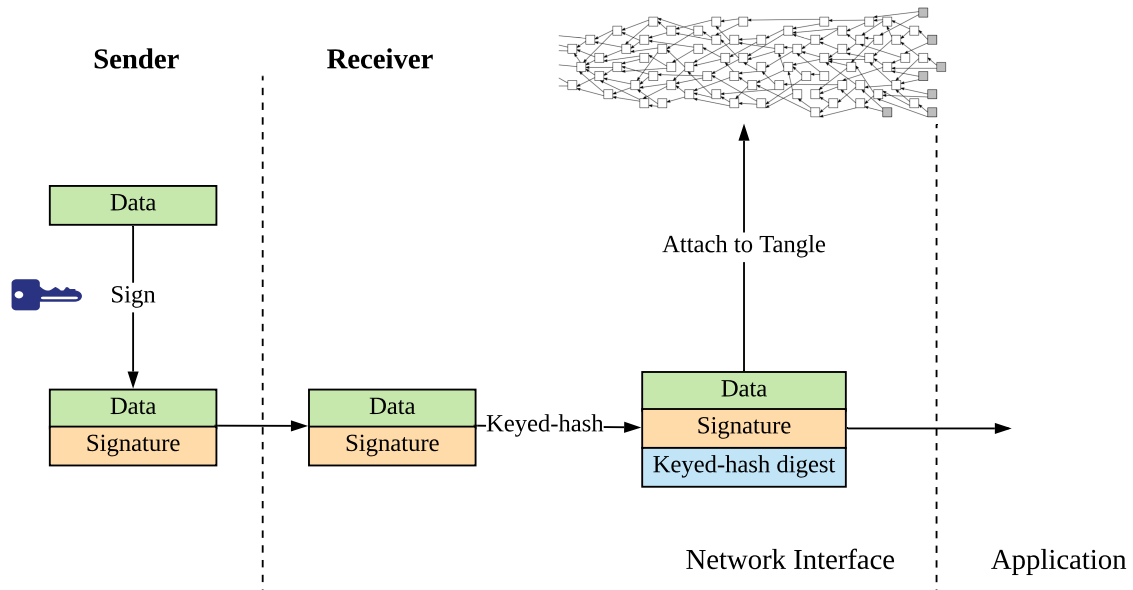 Sender
Receiver
Data
Attach to Tangle
Sign
Data
Signature
Data
Signature
Keyed-hash
Data
Signature
Keyed-hash digest
Network Interface
Application